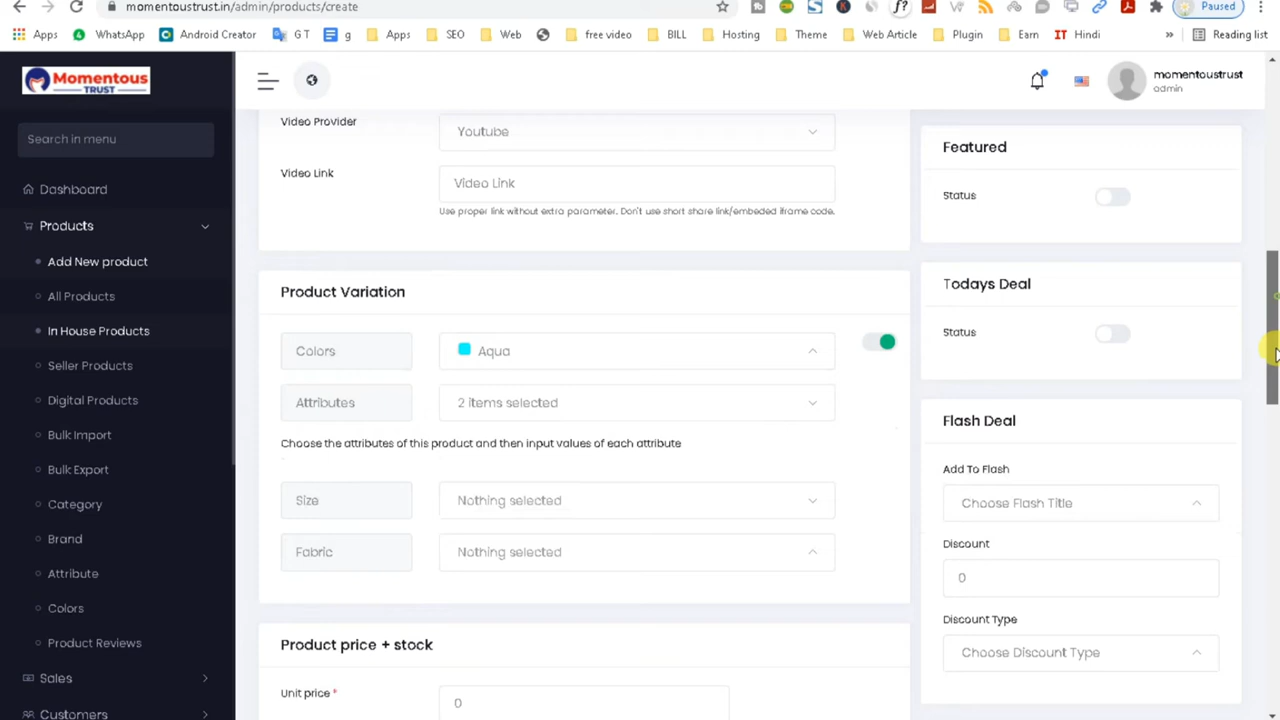 momentoustrust.in/admin/products/create
Paused
Apps
WhatsApp
Android Creator
G T
g
Apps
SEO
Web
free video
BILL
Hosting
Theme
Web Article
Plugin
Earn
IT Hindi
»
Reading list
Momentous
TRUST
momentoustrust
admin
Search in menu
Dashboard
Products
Add New product
All Products
In House Products
Seller Products
Digital Products
Bulk Import
Bulk Export
Category
Brand
Attribute
Colors
Product Reviews
Sales
Customers
Video Provider
Youtube
Video Link
Video Link
Use proper link without extra parameter. Don't use short share link/embeded iframe code.
Product Variation
Colors
Aqua
Attributes
2 items selected
Choose the attributes of this product and then input values of each attribute
Size
Nothing selected
Fabric
Nothing selected
Product price + stock
Unit price *
0
Featured
Status
Todays Deal
Status
Flash Deal
Add To Flash
Choose Flash Title
Discount
0
Discount Type
Choose Discount Type